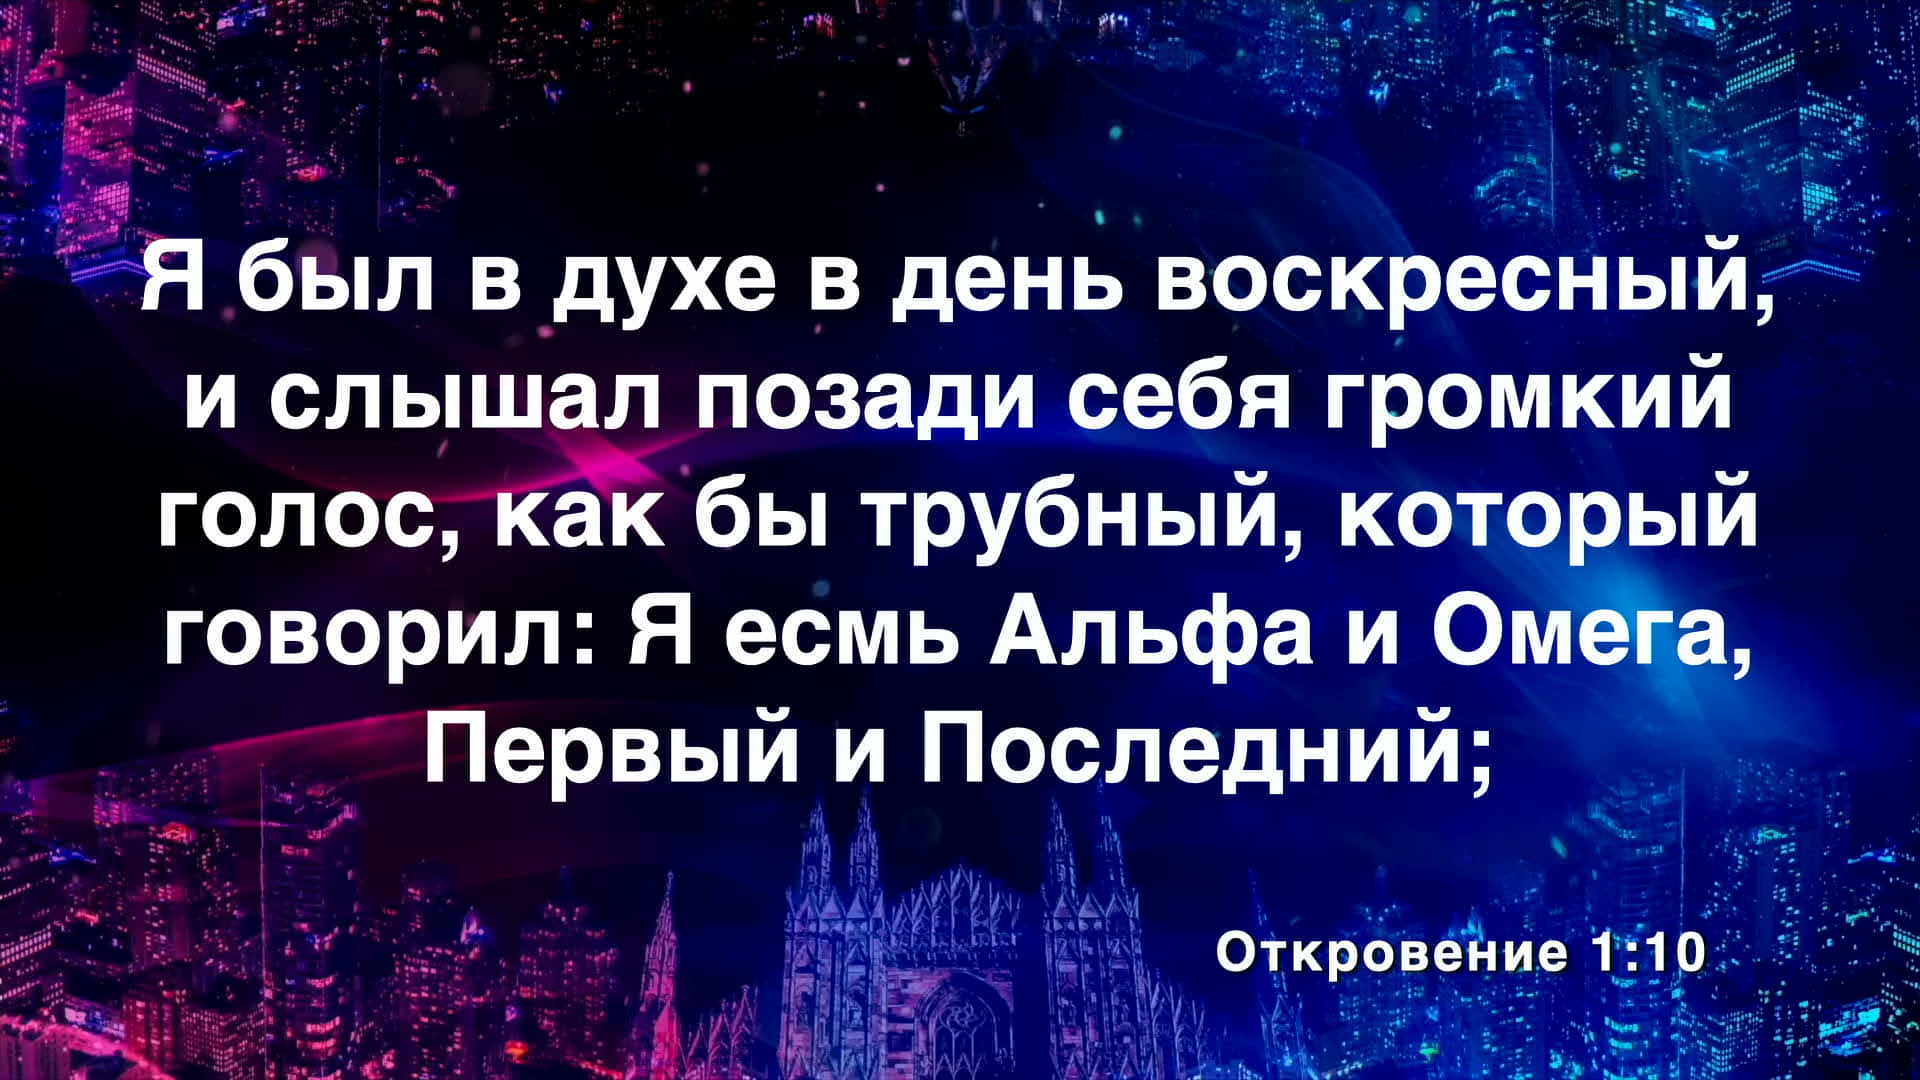 Я был в духе в день воскресный,
и слышал позади себя громкий
голос, как бы трубный, который
говорил: Я есмь Альфа и Омега,
Первый и Последний;
Откровение 1:10